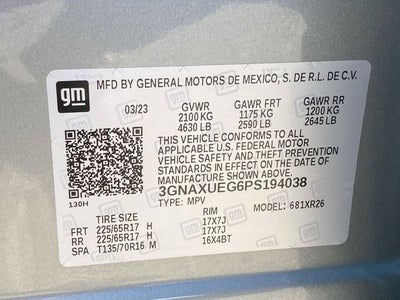 gm
MFD BY GENERAL MOTORS DE MEXICO, S. DE R.L. DE C.V.
03/23 GVWR GAWR FRT GAWR RR
2100 KG 1175 KG 1200 KG
4630 LB 2590 LB 2645 LB
THIS VEHICLE CONFORMS TO ALL
APPLICABLE U.S. FEDERAL MOTOR
VEHICLE SAFETY AND THEFT PREVENTION
STANDARDS IN EFFECT ON THE DATE OF
MANUFACTURE SHOWN ABOVE.
3GNAXUEG6PS194038
130H TYPE: MPV MODEL: 681XR26
TIRE SIZE RIM
FRT 225/65R17 H 17X7J
RR 225/65R17 H 17X7J
SPA T135/70R16 M 16X4BT